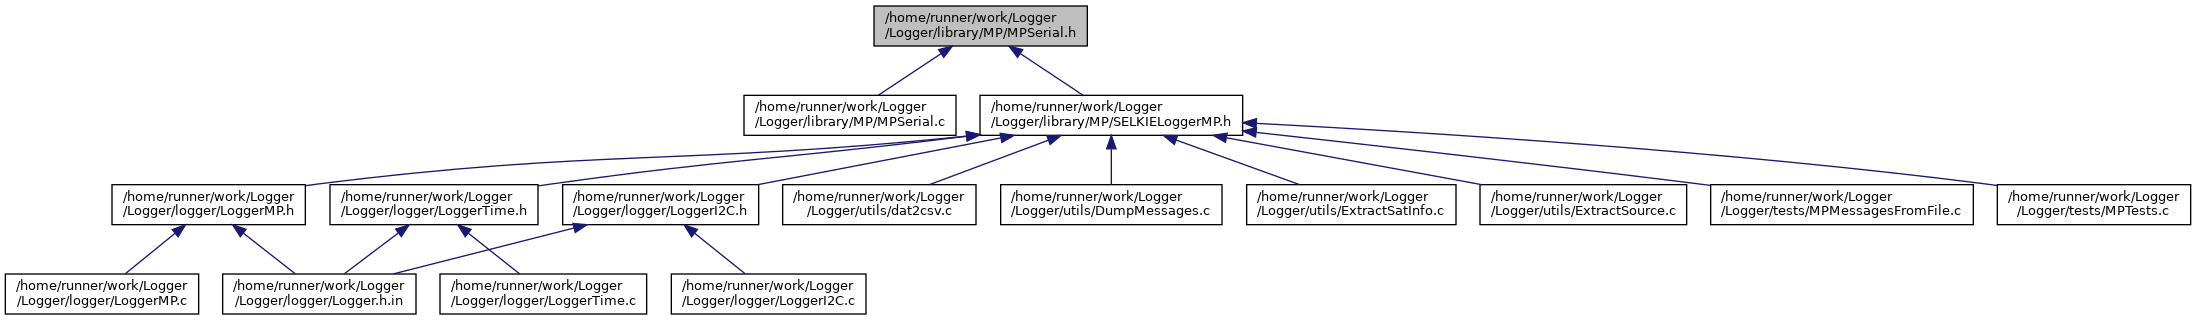 /home/runner/work/Logger
/Logger/library/MP/MPSerial.h
/home/runner/work/Logger
/Logger/library/MP/MPSerial.c
/home/runner/work/Logger
/Logger/library/MP/SELKIELoggerMP.h
/home/runner/work/Logger
/Logger/logger/LoggerMP.h
/home/runner/work/Logger
/Logger/logger/LoggerTime.h
/home/runner/work/Logger
/Logger/logger/LoggerI2C.h
/home/runner/work/Logger
/Logger/utils/dat2csv.c
/home/runner/work/Logger
/Logger/utils/DumpMessages.c
/home/runner/work/Logger
/Logger/utils/ExtractSatInfo.c
/home/runner/work/Logger
/Logger/utils/ExtractSource.c
/home/runner/work/Logger
/Logger/tests/MPMessagesFromFile.c
/home/runner/work/Logger
/Logger/tests/MPTests.c
/home/runner/work/Logger
/Logger/logger/LoggerMP.c
/home/runner/work/Logger
/Logger/logger/Logger.h.in
/home/runner/work/Logger
/Logger/logger/LoggerTime.c
/home/runner/work/Logger
/Logger/logger/LoggerI2C.c